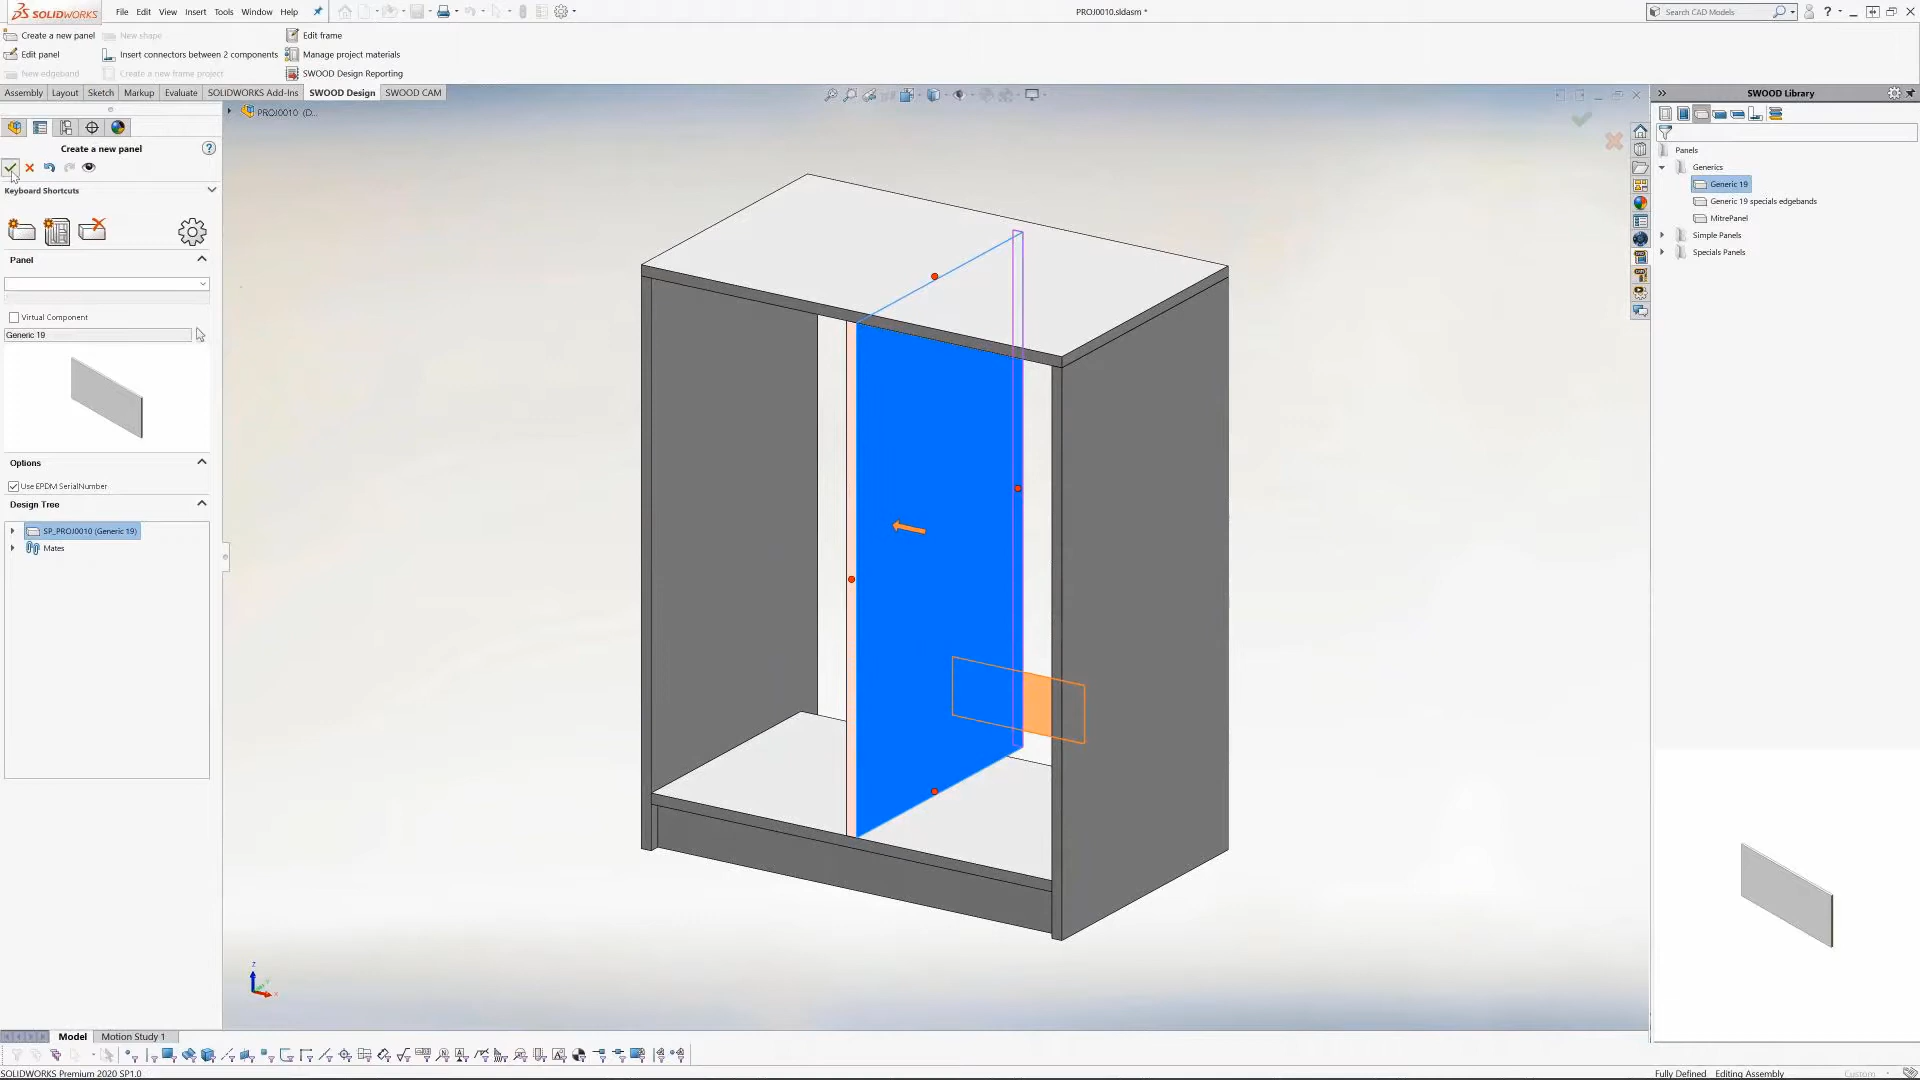 SOLIDWORKS File Edit View Insert Tools Window Help PROJ0010.sldasm * Search CAD Models ?
Create a new panel New shape Edit frame
Edit panel Insert connectors between 2 components Manage project materials
New edgeband Create a new frame project SWOOD Design Reporting
Assembly Layout Sketch Markup Evaluate SOLIDWORKS Add-Ins SWOOD Design SWOOD CAM
SWOOD Library
PROJ0010 (D...
Create a new panel ?
Keyboard Shortcuts
Panel
Virtual Component
Generic 19
Options
Use EPDM SerialNumber
Design Tree
SP_PROJ0010 (Generic 19)
Mates
Panels
Generics
Generic 19
Generic 19 specials edgebands
MitrePanel
Simple Panels
Specials Panels
Z
Y
X
Model Motion Study 1
SOLIDWORKS Premium 2020 SP1.0 Fully Defined Editing Assembly Custom